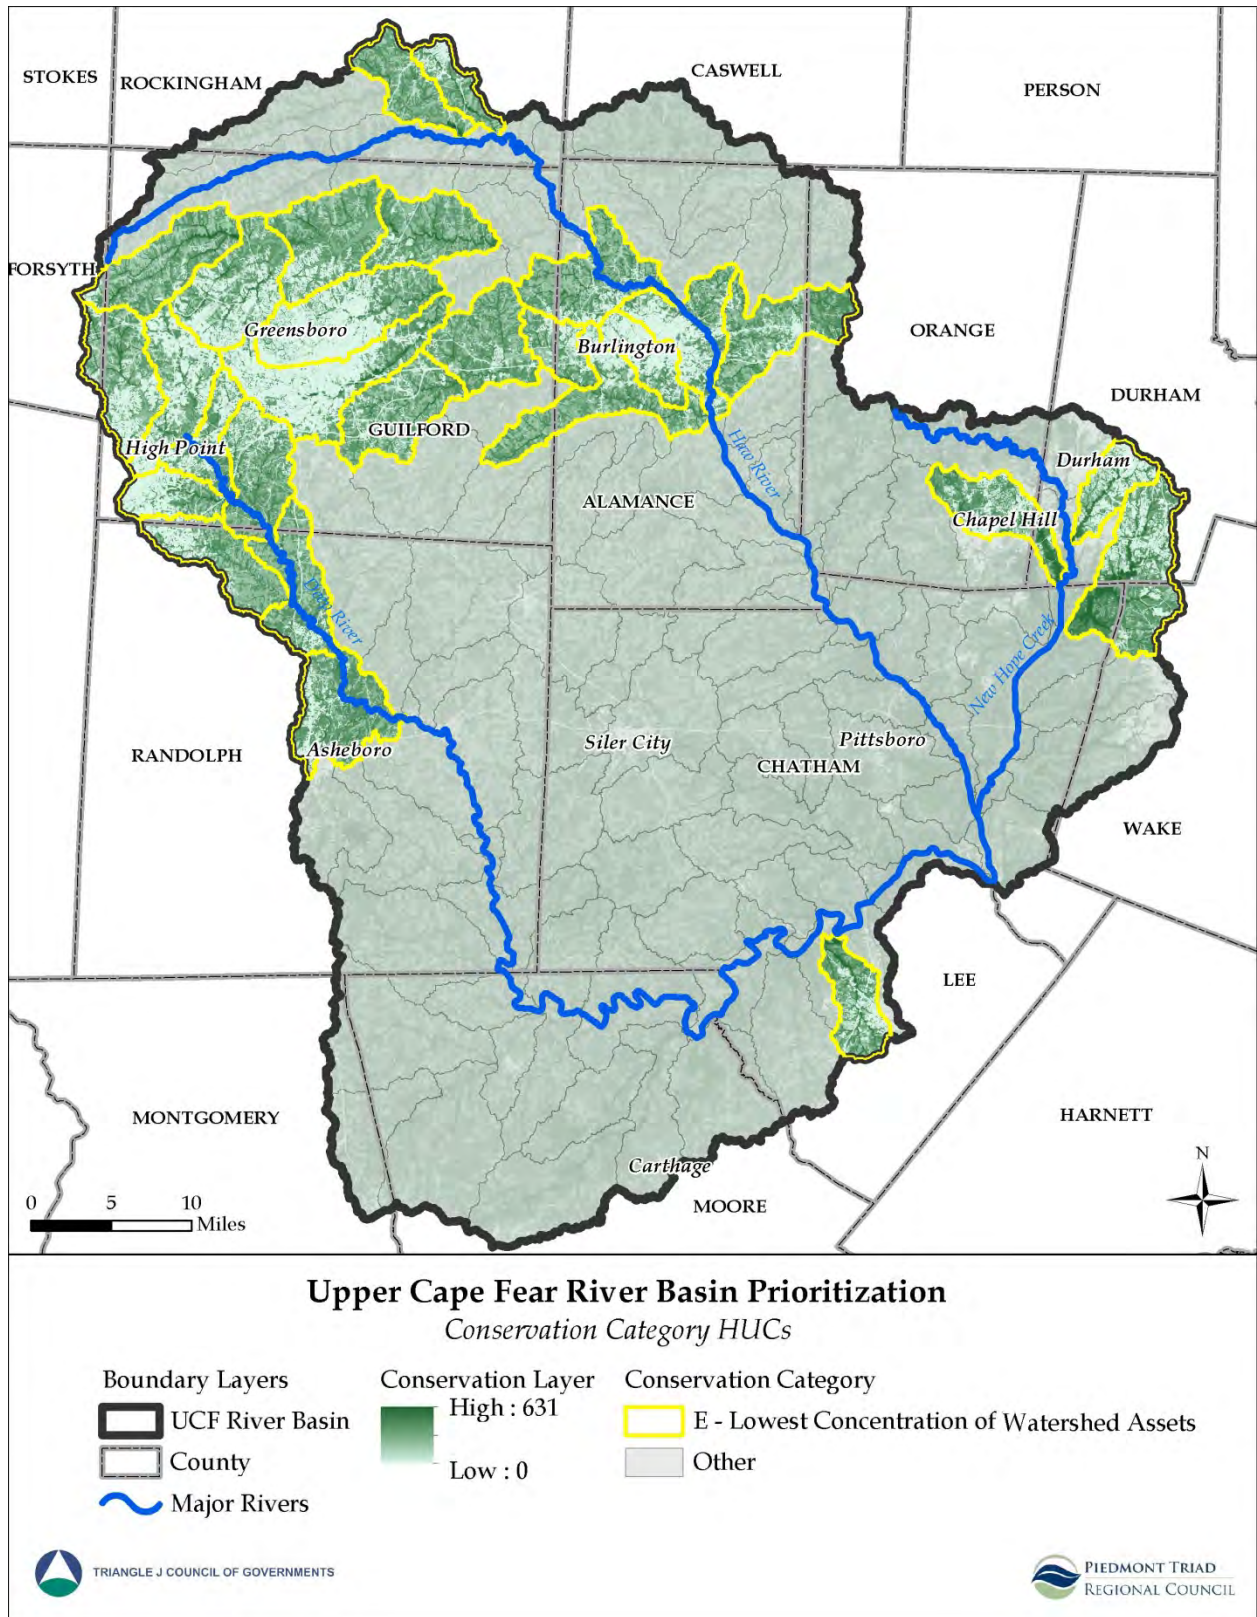 STOKES
ROCKINGHAM
CASWELL
PERSON
FORSYTH
Greensboro
Burlington
ORANGE
DURHAM
High Point
GUILFORD
Haw River
Durham
ALAMANCE
Chapel Hill
Deep River
New Hope Creek
RANDOLPH
Asheboro
Siler City
Pittsboro
CHATHAM
WAKE
LEE
MONTGOMERY
HARNETT
Carthage
MOORE
N
0 5 10
Miles
Upper Cape Fear River Basin Prioritization
Conservation Category HUCs
Boundary Layers
UCF River Basin
County
Major Rivers
Conservation Layer
High : 631
Low : 0
Conservation Category
E - Lowest Concentration of Watershed Assets
Other
TRIANGLE J COUNCIL OF GOVERNMENTS
PIEDMONT TRIAD
REGIONAL COUNCIL